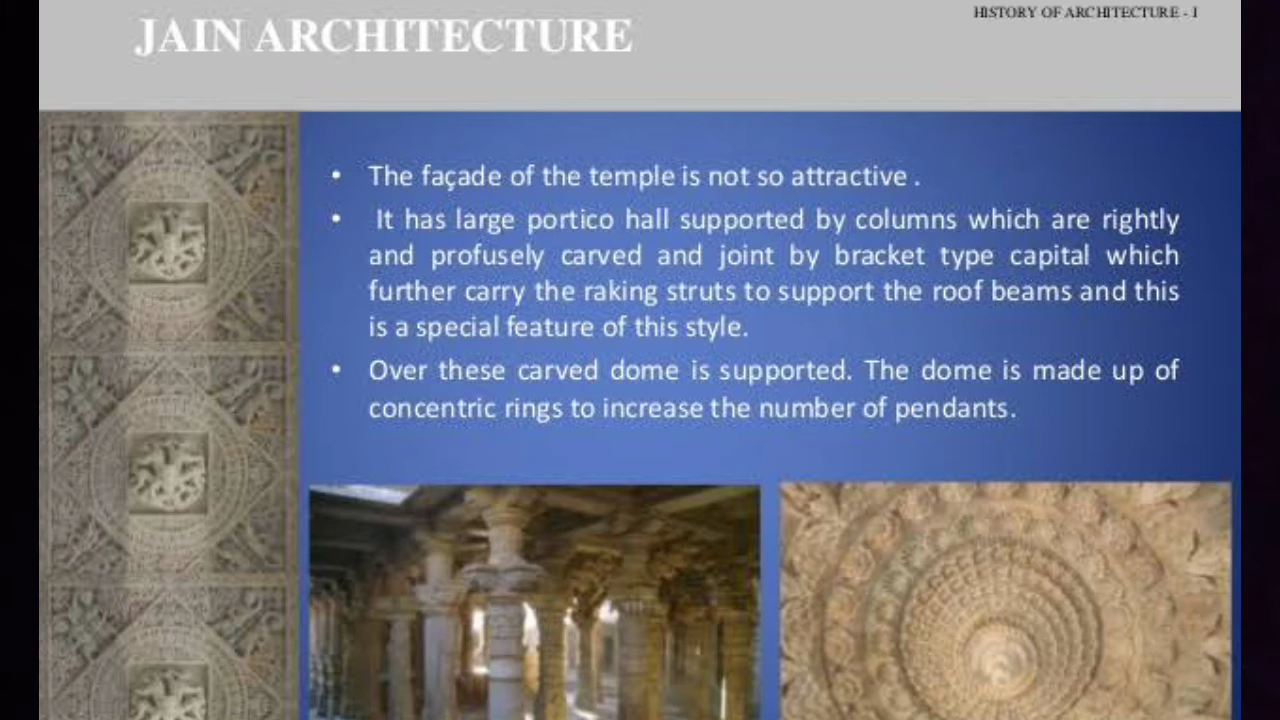 HISTORY OF ARCHITECTURE - I
JAIN ARCHITECTURE
• The façade of the temple is not so attractive .
• It has large portico hall supported by columns which are rightly
and profusely carved and joint by bracket type capital which
further carry the raking struts to support the roof beams and this
is a special feature of this style.
• Over these carved dome is supported. The dome is made up of
concentric rings to increase the number of pendants.